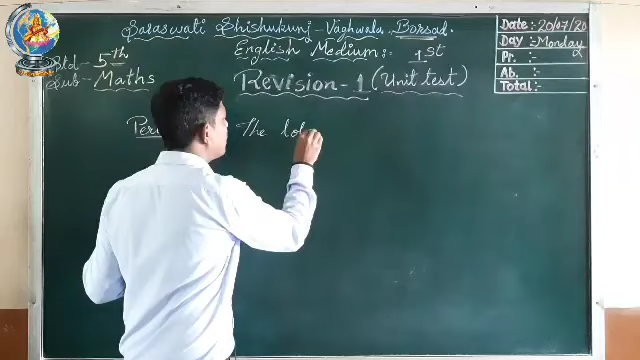 Saraswati Shishukunj - Vaghwala, Borsad.
English Medium:- 1st
Std - 5th
Sub - Maths
Revision - 1 (Unit test)
Date:- 20/07/20
Day:- Monday
Pr. :-
Ab. :-
Total:-
The